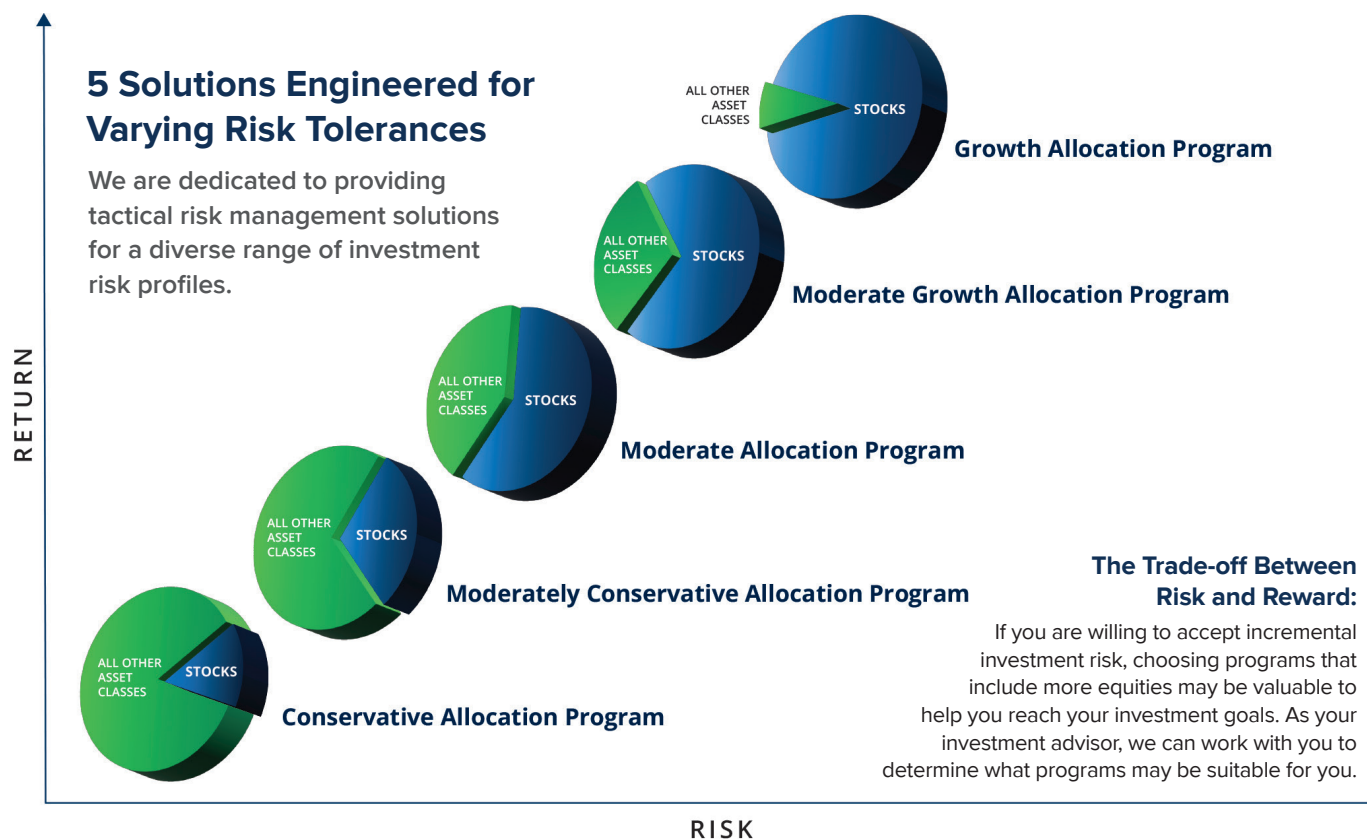 5 Solutions Engineered for
Varying Risk Tolerances
We are dedicated to providing
tactical risk management solutions
for a diverse range of investment
risk profiles.
ALL OTHER
ASSET
CLASSES
STOCKS
Growth Allocation Program
ALL OTHER
ASSET
CLASSES
STOCKS
Moderate Growth Allocation Program
ALL OTHER
ASSET
CLASSES
STOCKS
Moderate Allocation Program
ALL OTHER
ASSET
CLASSES
STOCKS
Moderately Conservative Allocation Program
ALL OTHER
ASSET
CLASSES
STOCKS
Conservative Allocation Program
The Trade-off Between
Risk and Reward:
If you are willing to accept incremental
investment risk, choosing programs that
include more equities may be valuable to
help you reach your investment goals. As your
investment advisor, we can work with you to
determine what programs may be suitable for you.
RETURN
RISK